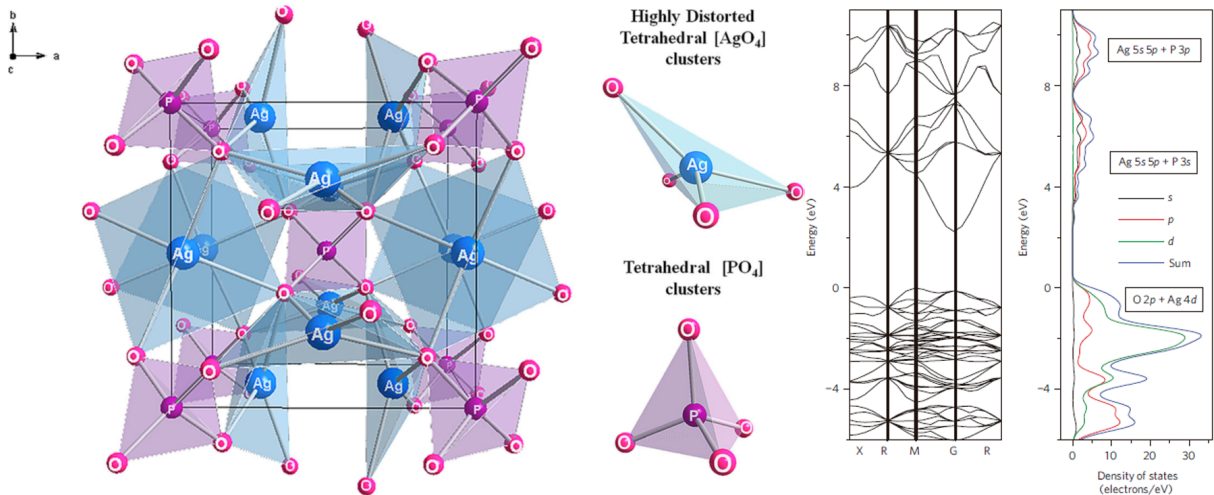 b
a
c
Highly Distorted
Tetrahedral [AgO4]
clusters
O
Ag
O
O
O
Tetrahedral [PO4]
clusters
O
P
O
O
O
Energy (eV)
8
4
0
−4
X R M G R
Energy (eV)
8
4
0
−4
Ag 5s 5p + P 3p
Ag 5s 5p + P 3s
s
p
d
Sum
O 2p + Ag 4d
0 10 20 30
Density of states
(electrons/eV)
O
O
O
O
O
O
P
P
P
P
Ag
Ag
O
O
O
O
O
Ag
O
O
O
O
P
Ag
Ag
Ag
O
O
O
O
Ag
Ag
O
O
O
O
P
P
Ag
Ag
O
O
O
O
O
O